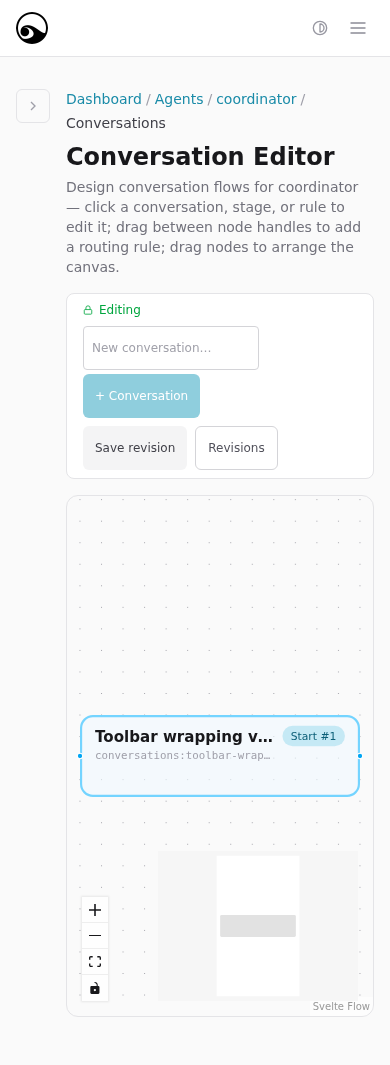 Dashboard / Agents / coordinator /
Conversations
Conversation Editor
Design conversation flows for coordinator
— click a conversation, stage, or rule to
edit it; drag between node handles to add
a routing rule; drag nodes to arrange the
canvas.
Editing
New conversation...
+ Conversation
Save revision
Revisions
Toolbar wrapping v...
Start #1
conversations:toolbar-wrap...
Svelte Flow